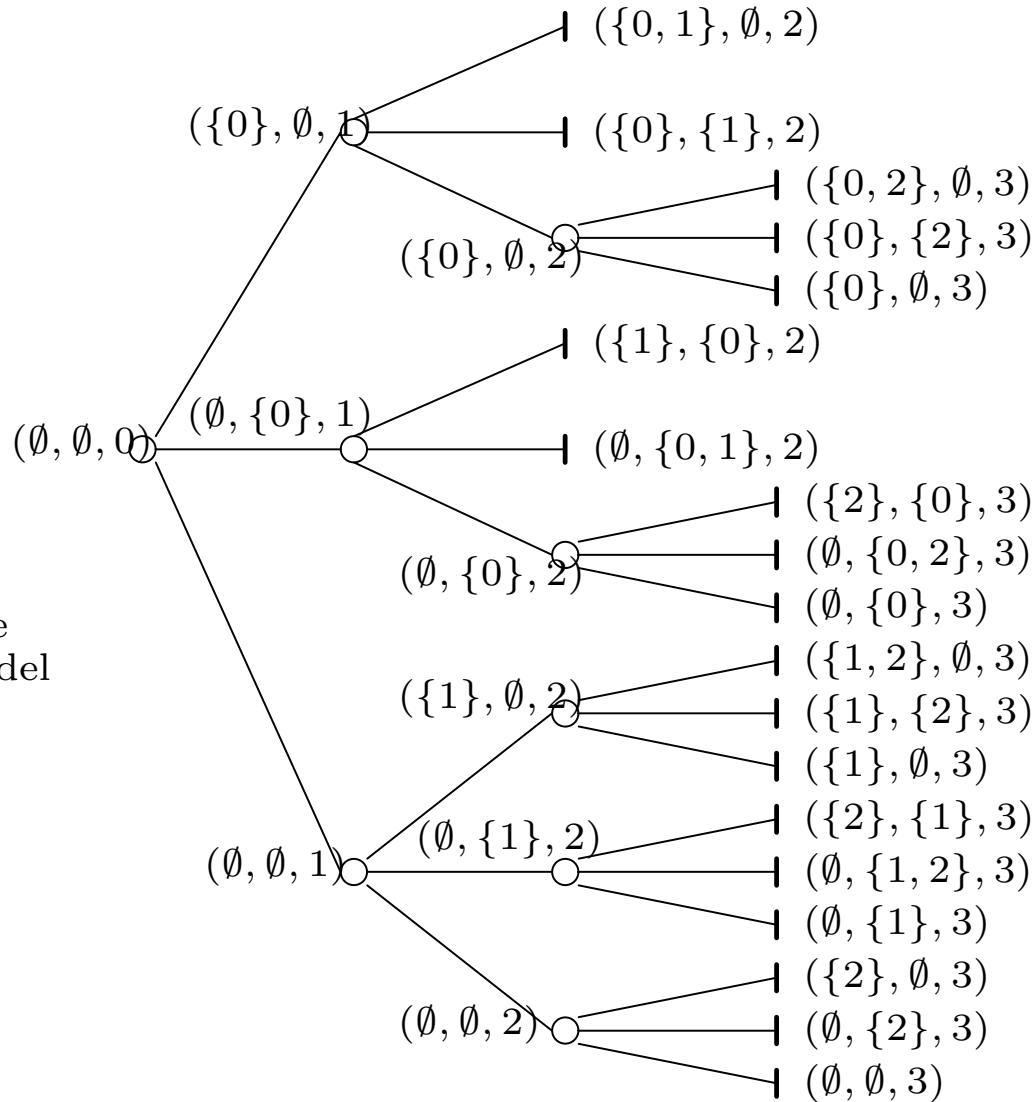 ({0, 1}, ∅, 2)
({0}, ∅, 1)
({0}, {1}, 2)
({0, 2}, ∅, 3)
({0}, {2}, 3)
({0}, ∅, 2)
({0}, ∅, 3)
({1}, {0}, 2)
(∅, {0}, 1)
(∅, ∅, 0)
(∅, {0, 1}, 2)
({2}, {0}, 3)
(∅, {0, 2}, 3)
(∅, {0}, 2)
(∅, {0}, 3)
e
del
({1, 2}, ∅, 3)
({1}, ∅, 2)
({1}, {2}, 3)
({1}, ∅, 3)
({2}, {1}, 3)
(∅, {1}, 2)
(∅, ∅, 1)
(∅, {1, 2}, 3)
(∅, {1}, 3)
({2}, ∅, 3)
(∅, ∅, 2)
(∅, {2}, 3)
(∅, ∅, 3)